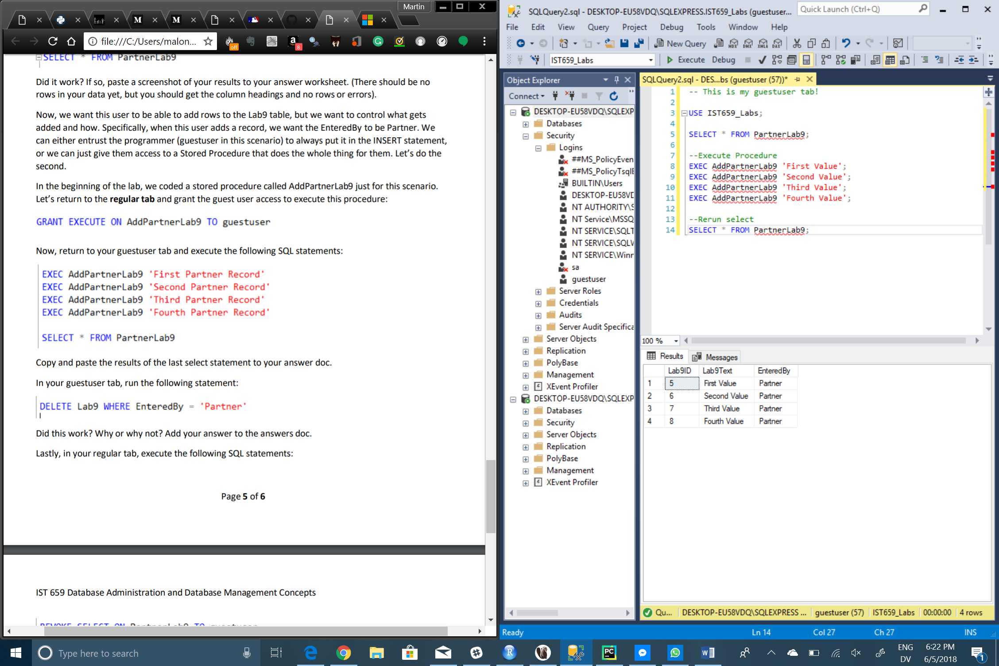 Martin
file:///C:/Users/malon...
off
8
SELECT * FROM PartnerLab9
Did it work? If so, paste a screenshot of your results to your answer worksheet. (There should be no
rows in your data yet, but you should get the column headings and no rows or errors).
Now, we want this user to be able to add rows to the Lab9 table, but we want to control what gets
added and how. Specifically, when this user adds a record, we want the EnteredBy to be Partner. We
can either entrust the programmer (guestuser in this scenario) to always put it in the INSERT statement,
or we can just give them access to a Stored Procedure that does the whole thing for them. Let's do the
second.
In the beginning of the lab, we coded a stored procedure called AddPartnerLab9 just for this scenario.
Let's return to the regular tab and grant the guest user access to execute this procedure:
GRANT EXECUTE ON AddPartnerLab9 TO guestuser
Now, return to your guestuser tab and execute the following SQL statements:
EXEC AddPartnerLab9 'First Partner Record'
EXEC AddPartnerLab9 'Second Partner Record'
EXEC AddPartnerLab9 'Third Partner Record'
EXEC AddPartnerLab9 'Fourth Partner Record'
SELECT * FROM PartnerLab9
Copy and paste the results of the last select statement to your answer doc.
In your guestuser tab, run the following statement:
DELETE Lab9 WHERE EnteredBy = 'Partner'
Did this work? Why or why not? Add your answer to the answers doc.
Lastly, in your regular tab, execute the following SQL statements:
Page 5 of 6
IST 659 Database Administration and Database Management Concepts
REVOKE SELECT ON PartnerLab9 TO guestuser
SQLQuery2.sql - DESKTOP-EU58VDQ\SQLEXPRESS.IST659_Labs (guestuser...
Quick Launch (Ctrl+Q)
File Edit View Query Project Debug Tools Window Help
New Query MDX DMX XMLA DAX
IST659_Labs Execute Debug
Object Explorer
Connect
DESKTOP-EU58VDQ\SQLEXP
Databases
Security
Logins
##MS_PolicyEven
##MS_PolicyTsqlE
BUILTIN\Users
DESKTOP-EU58VD
NT AUTHORITY\S
NT Service\MSSQ
NT SERVICE\SQLT
NT SERVICE\SQLW
NT SERVICE\Winm
sa
guestuser
Server Roles
Credentials
Audits
Server Audit Specifica
Server Objects
Replication
PolyBase
Management
XEvent Profiler
DESKTOP-EU58VDQ\SQLEXP
Databases
Security
Server Objects
Replication
PolyBase
Management
XEvent Profiler
SQLQuery2.sql - DES...bs (guestuser (57))*
1 -- This is my guestuser tab!
2
3 USE IST659_Labs;
4
5 SELECT * FROM PartnerLab9;
6
7 --Execute Procedure
8 EXEC AddPartnerLab9 'First Value';
9 EXEC AddPartnerLab9 'Second Value';
10 EXEC AddPartnerLab9 'Third Value';
11 EXEC AddPartnerLab9 'Fourth Value';
12
13 --Rerun select
14 SELECT * FROM PartnerLab9;
100 %
Results Messages
Lab9ID Lab9Text EnteredBy
1 5 First Value Partner
2 6 Second Value Partner
3 7 Third Value Partner
4 8 Fourth Value Partner
Qu... DESKTOP-EU58VDQ\SQLEXPRESS ... guestuser (57) IST659_Labs 00:00:00 4 rows
Ready Ln 14 Col 27 Ch 27 INS
Type here to search
ENG
DV
6:22 PM
6/5/2018
1